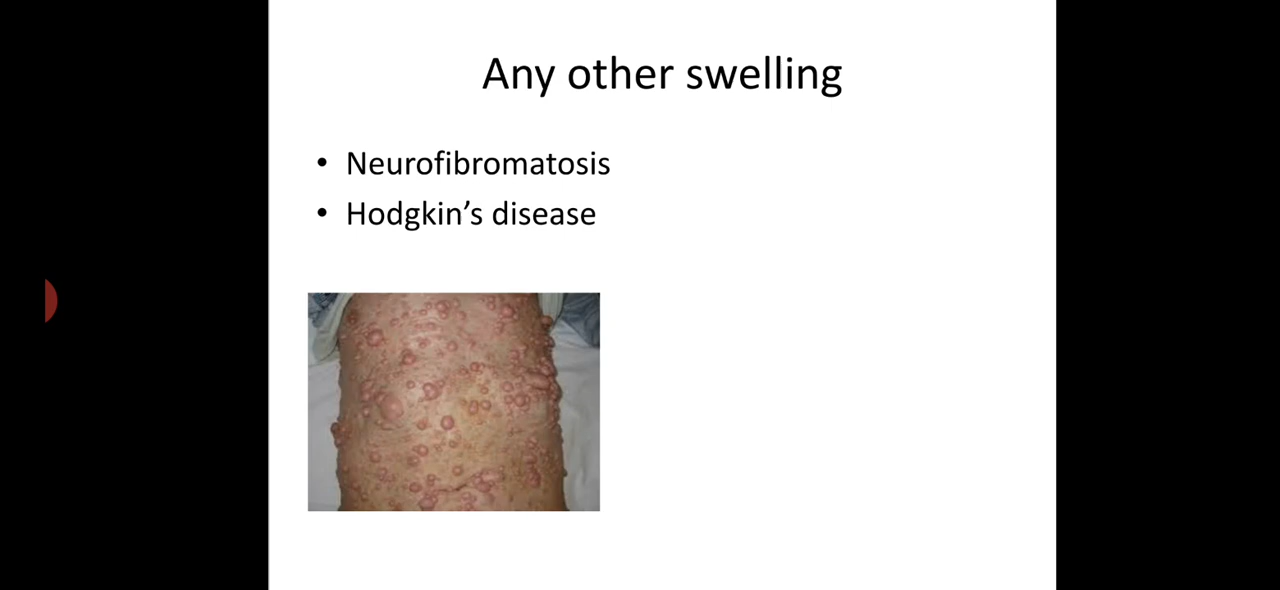 Any other swelling
• Neurofibromatosis
• Hodgkin’s disease